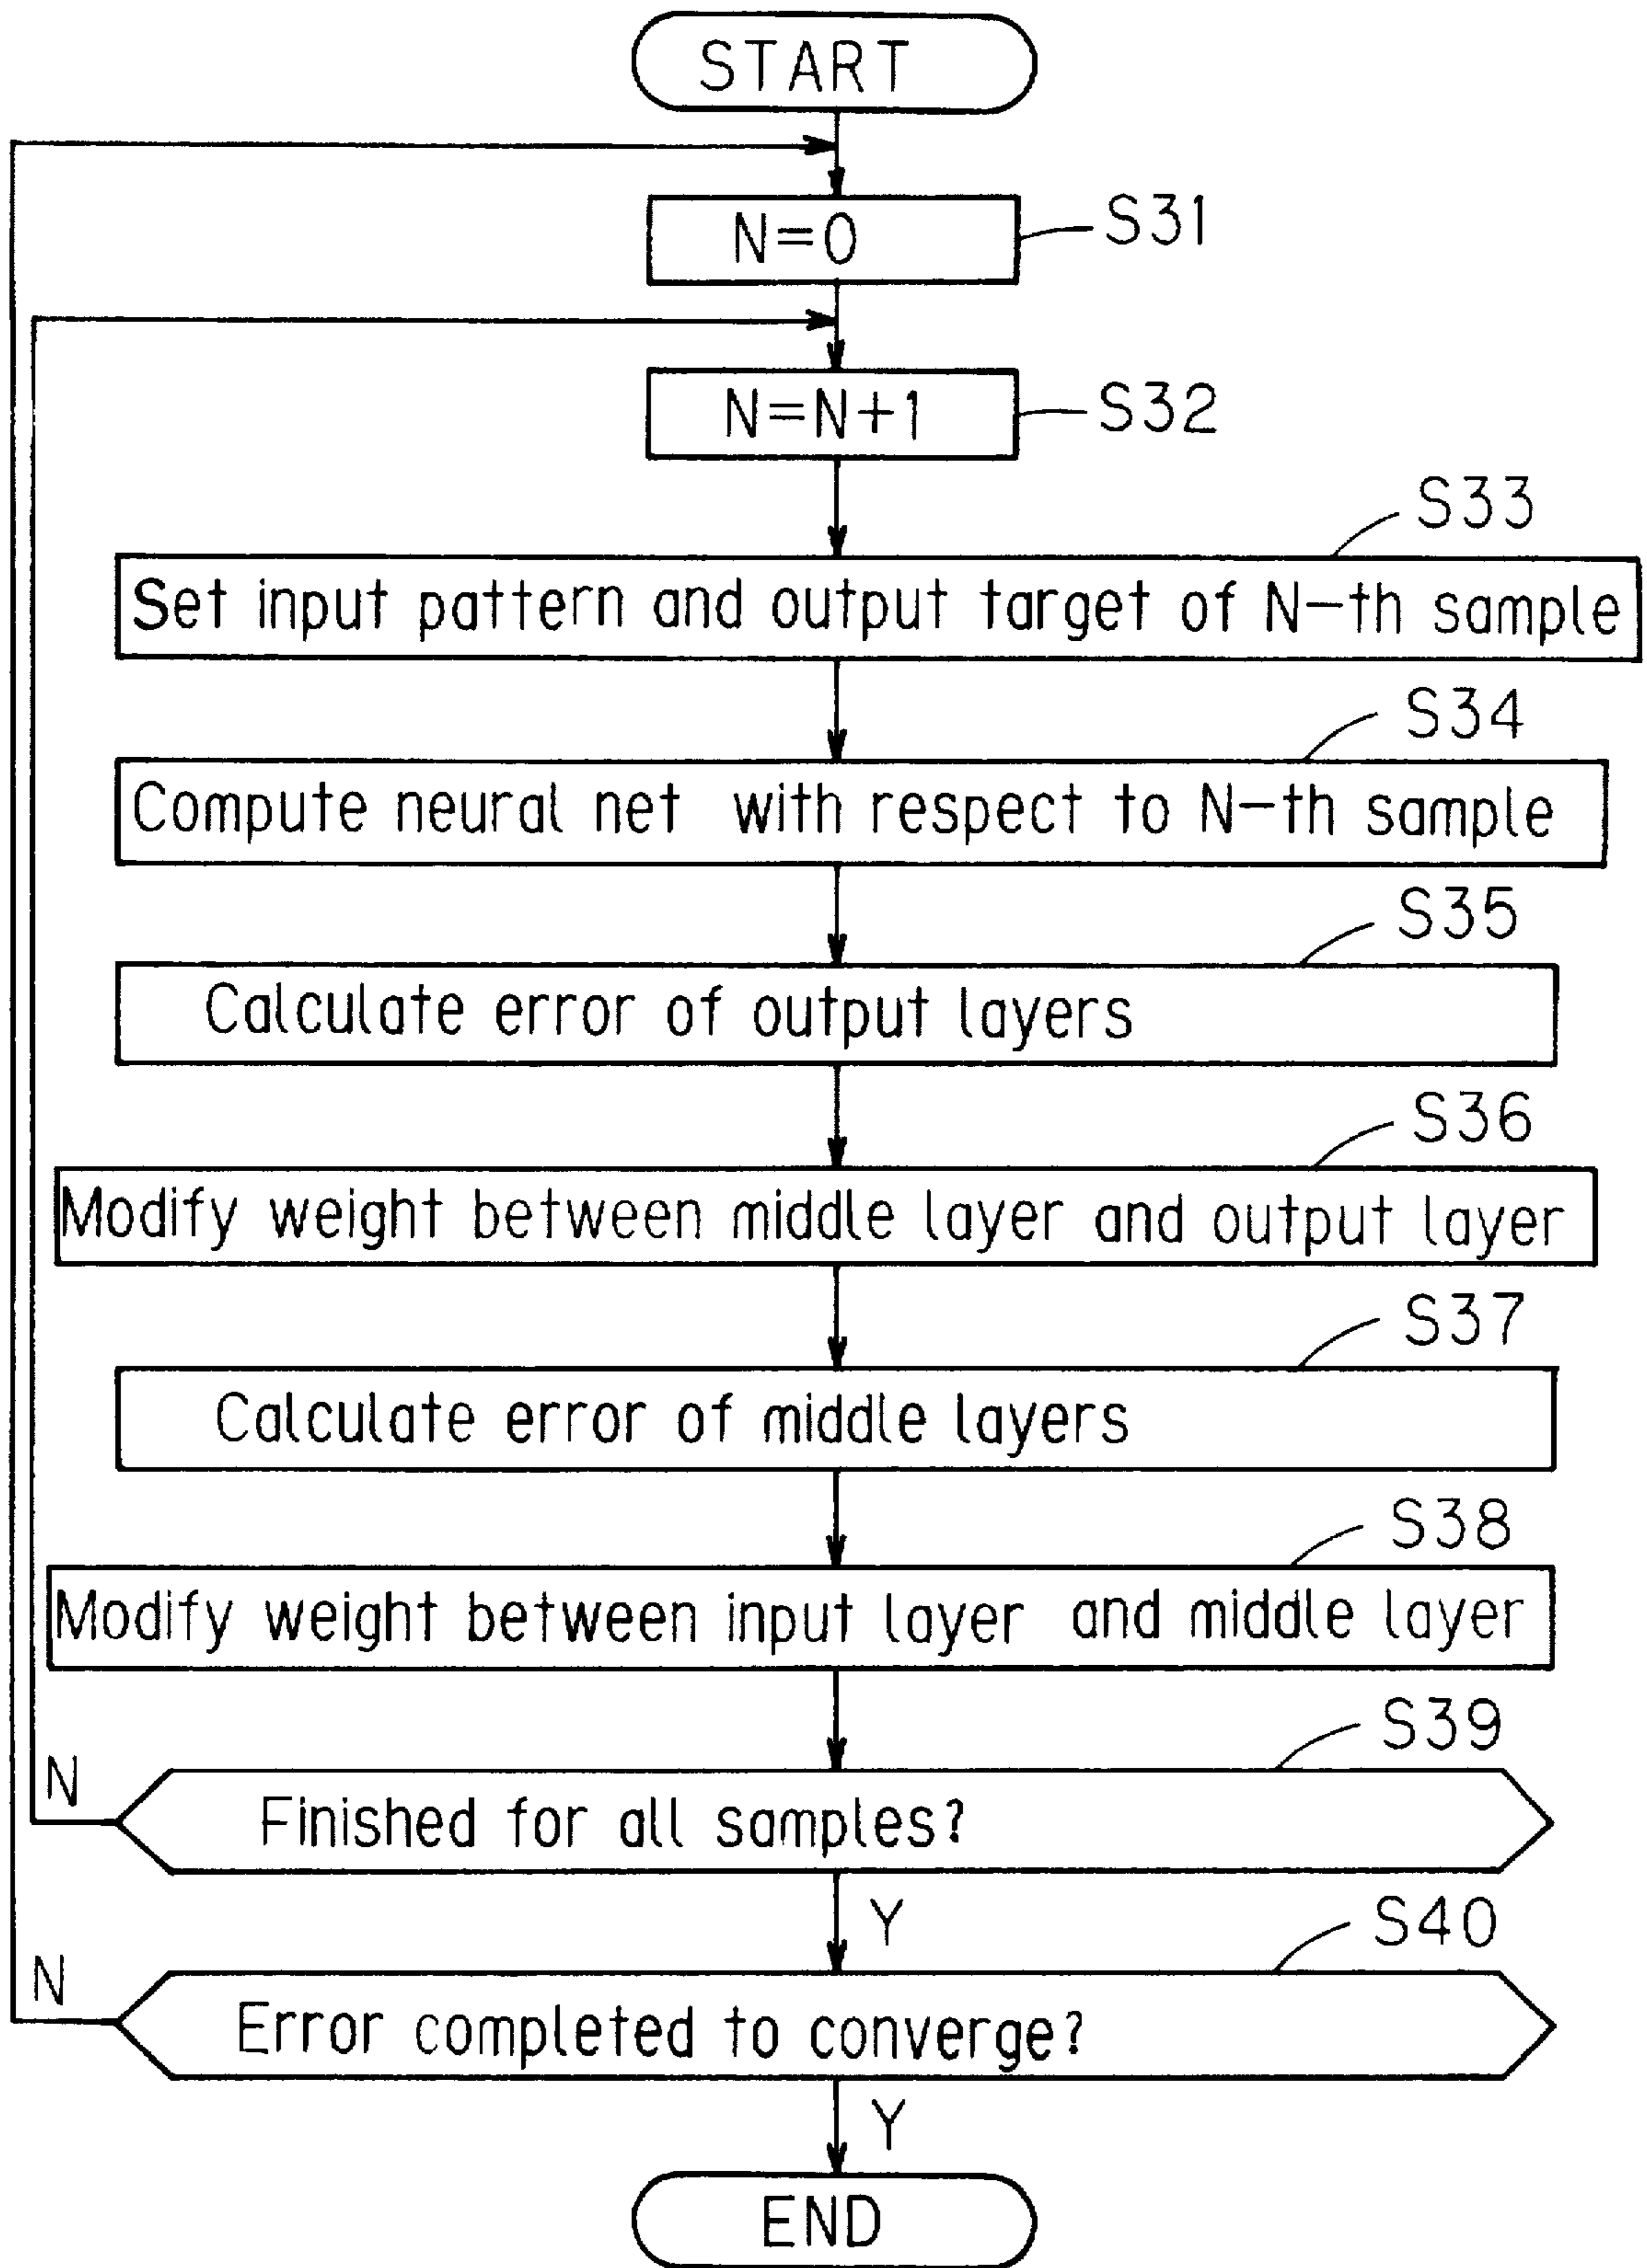 START
N=0
S31
N=N+1
S32
S33
Set input pattern and output target of N-th sample
S34
Compute neural net with respect to N-th sample
S35
Calculate error of output layers
S36
Modify weight between middle layer and output layer
S37
Calculate error of middle layers
S38
Modify weight between input layer and middle layer
S39
N
Finished for all samples?
Y
S40
N
Error completed to converge?
Y
END